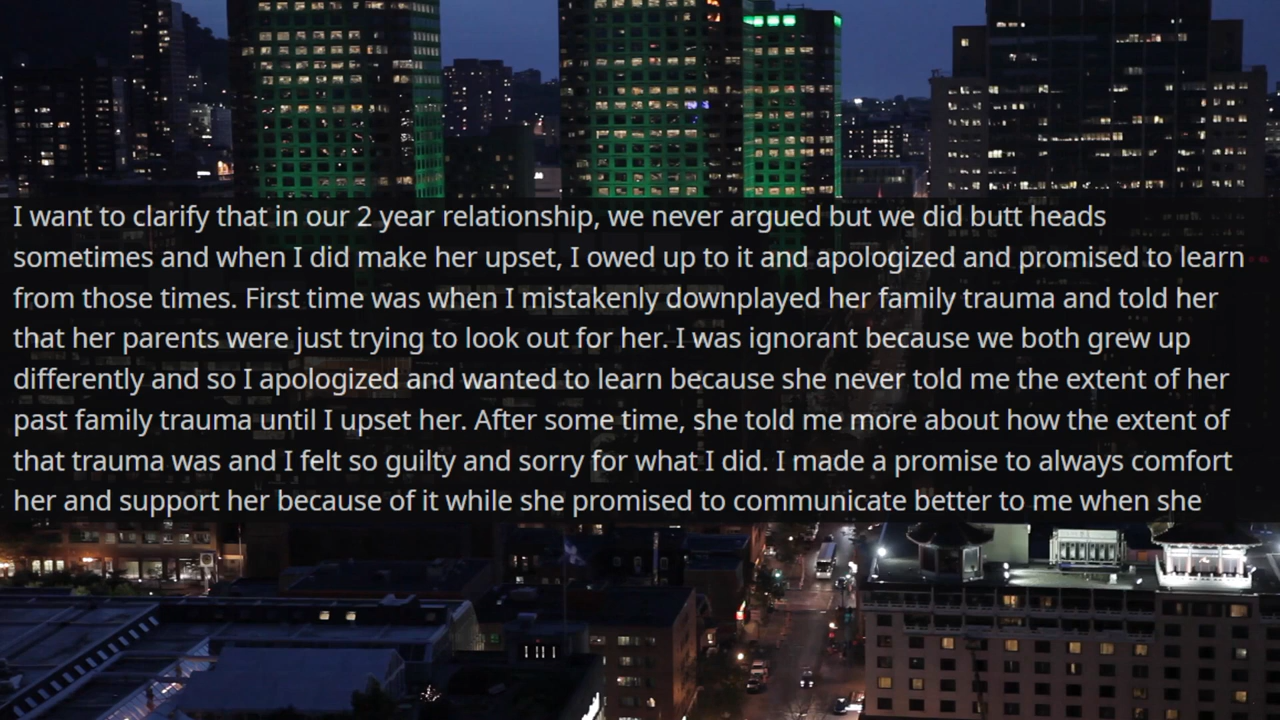 I want to clarify that in our 2 year relationship, we never argued but we did butt heads
sometimes and when I did make her upset, I owed up to it and apologized and promised to learn
from those times. First time was when I mistakenly downplayed her family trauma and told her
that her parents were just trying to look out for her. I was ignorant because we both grew up
differently and so I apologized and wanted to learn because she never told me the extent of her
past family trauma until I upset her. After some time, she told me more about how the extent of
that trauma was and I felt so guilty and sorry for what I did. I made a promise to always comfort
her and support her because of it while she promised to communicate better to me when she